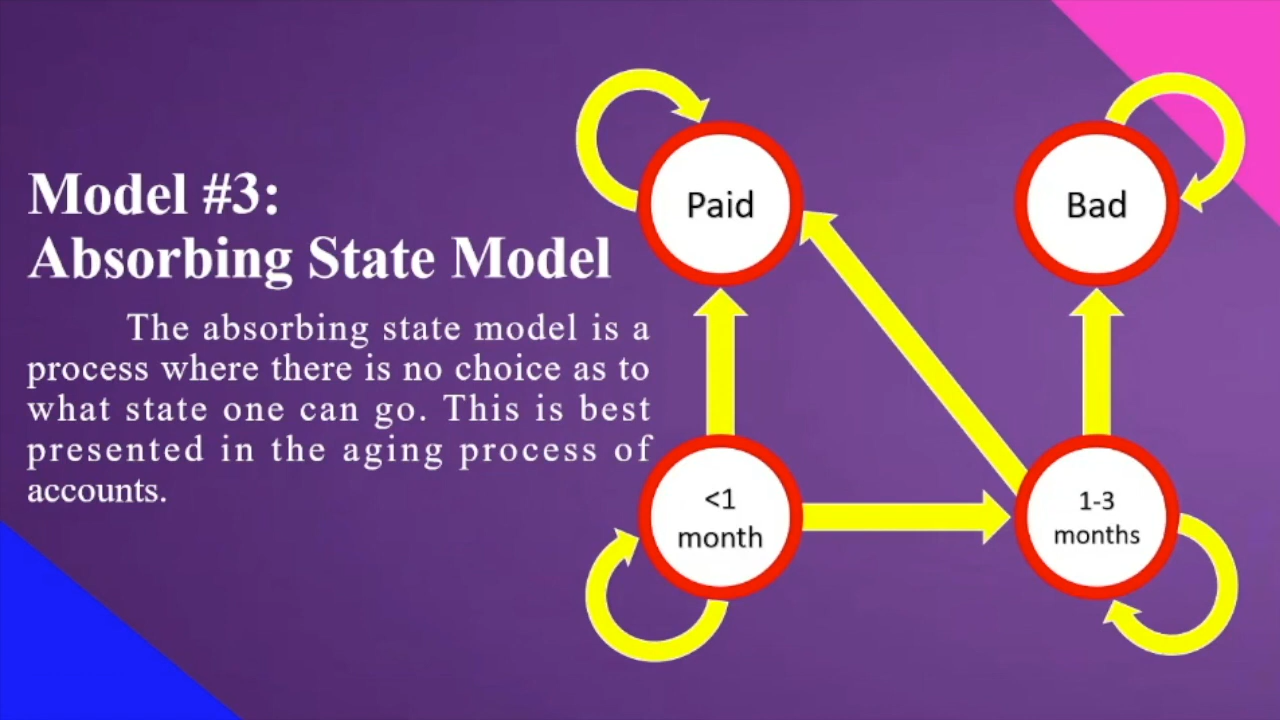 Model #3:
Absorbing State Model
The absorbing state model is a
process where there is no choice as to
what state one can go. This is best
presented in the aging process of
accounts.
Paid
Bad
<1
month
1-3
months